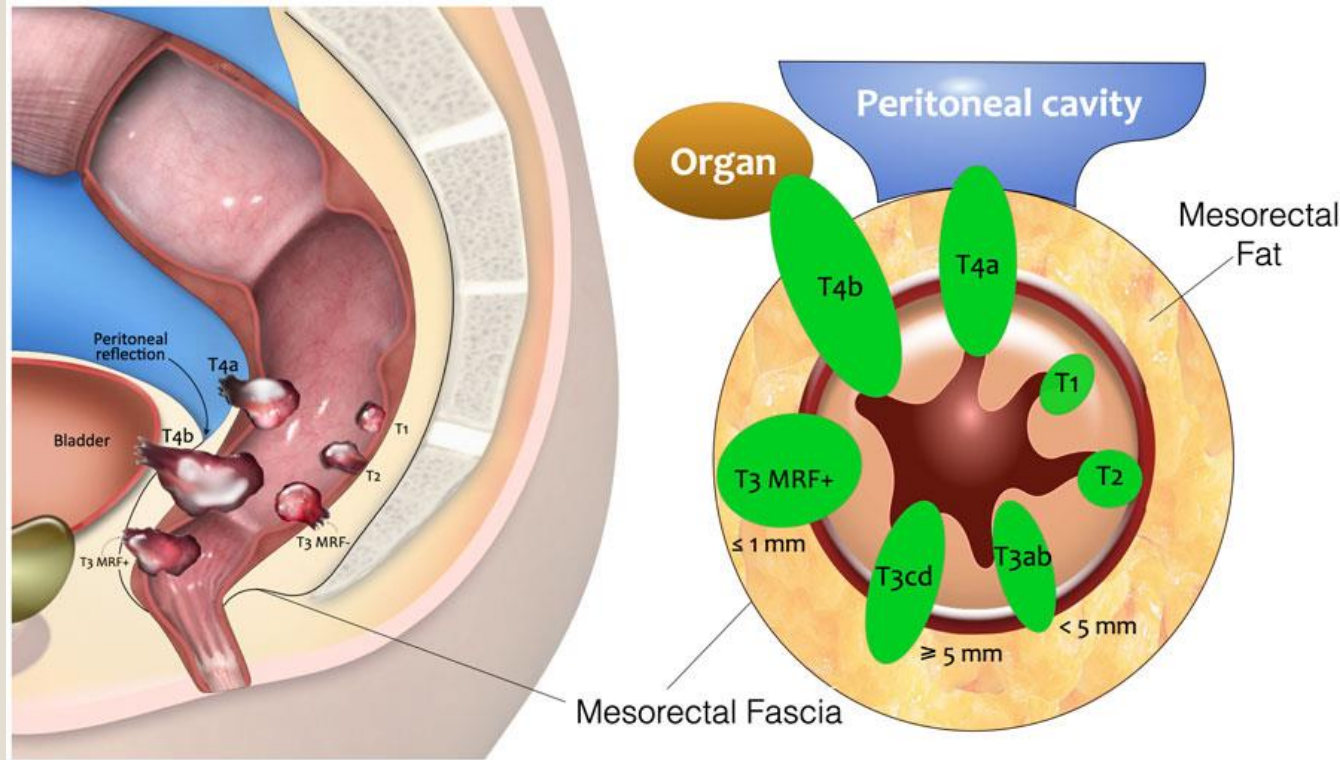 Peritoneal
reflection
T4a
T4b
Bladder
T1
T2
T3 MRF-
T3 MRF+
Peritoneal cavity
Organ
Mesorectal
Fat
T4b
T4a
T1
T2
T3 MRF+
≤ 1 mm
T3cd
T3ab
< 5 mm
≥ 5 mm
Mesorectal Fascia